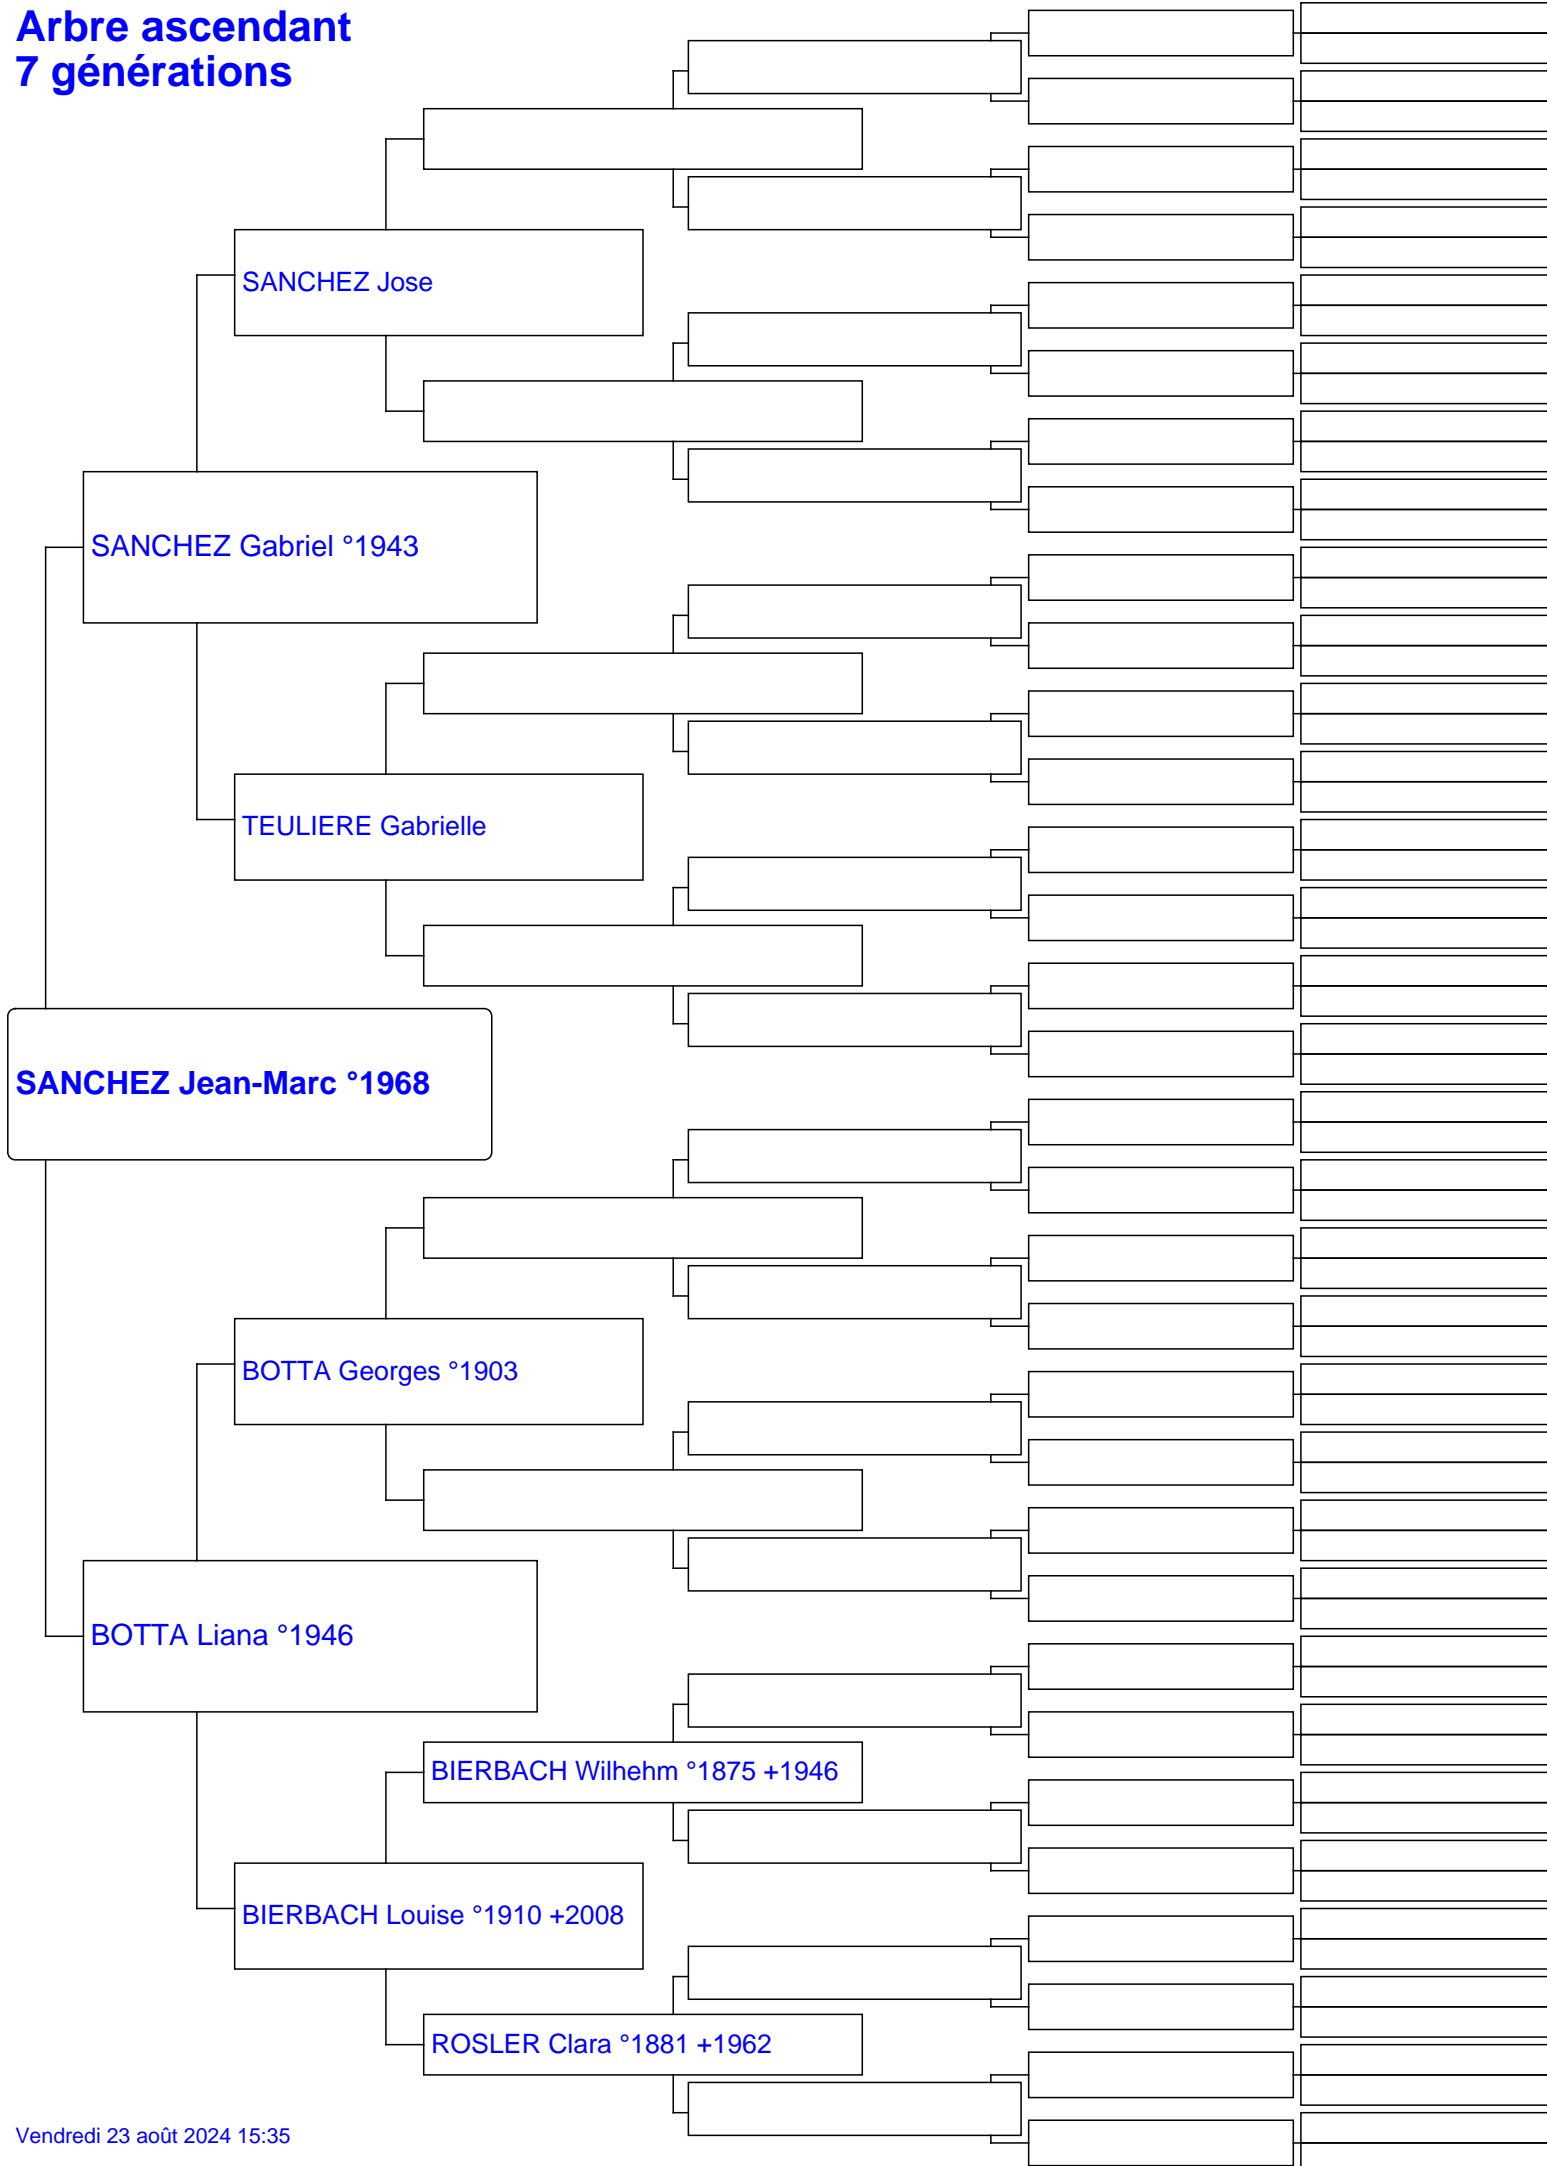 Arbre ascendant
7 générations
SANCHEZ Jose
SANCHEZ Gabriel °1943
TEULIERE Gabrielle
SANCHEZ Jean-Marc °1968
BOTTA Georges °1903
BOTTA Liana °1946
BIERBACH Wilhehm °1875 +1946
BIERBACH Louise °1910 +2008
ROSLER Clara °1881 +1962
Vendredi 23 août 2024 15:35